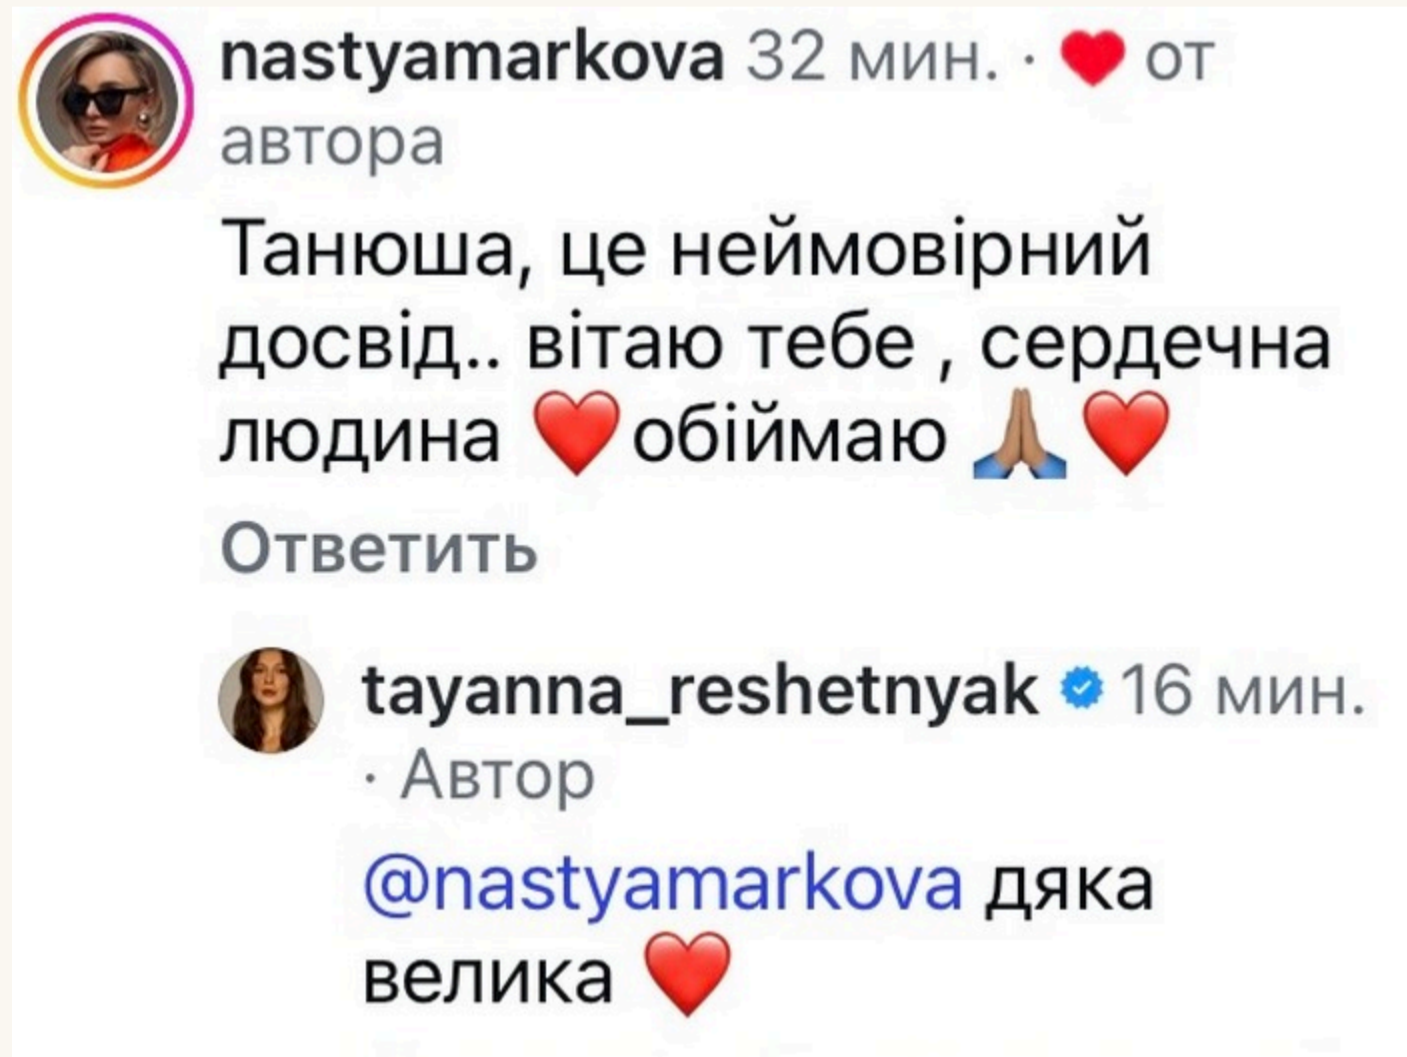 nastyamarkova 32 мин. · ❤️ от
автора
Танюша, це неймовірний
досвід.. вітаю тебе , сердечна
людина ❤️обіймаю 🙏🏽❤️
Ответить
tayanna_reshetnyak 16 мин.
· Автор
@nastyamarkova дяка
велика ❤️